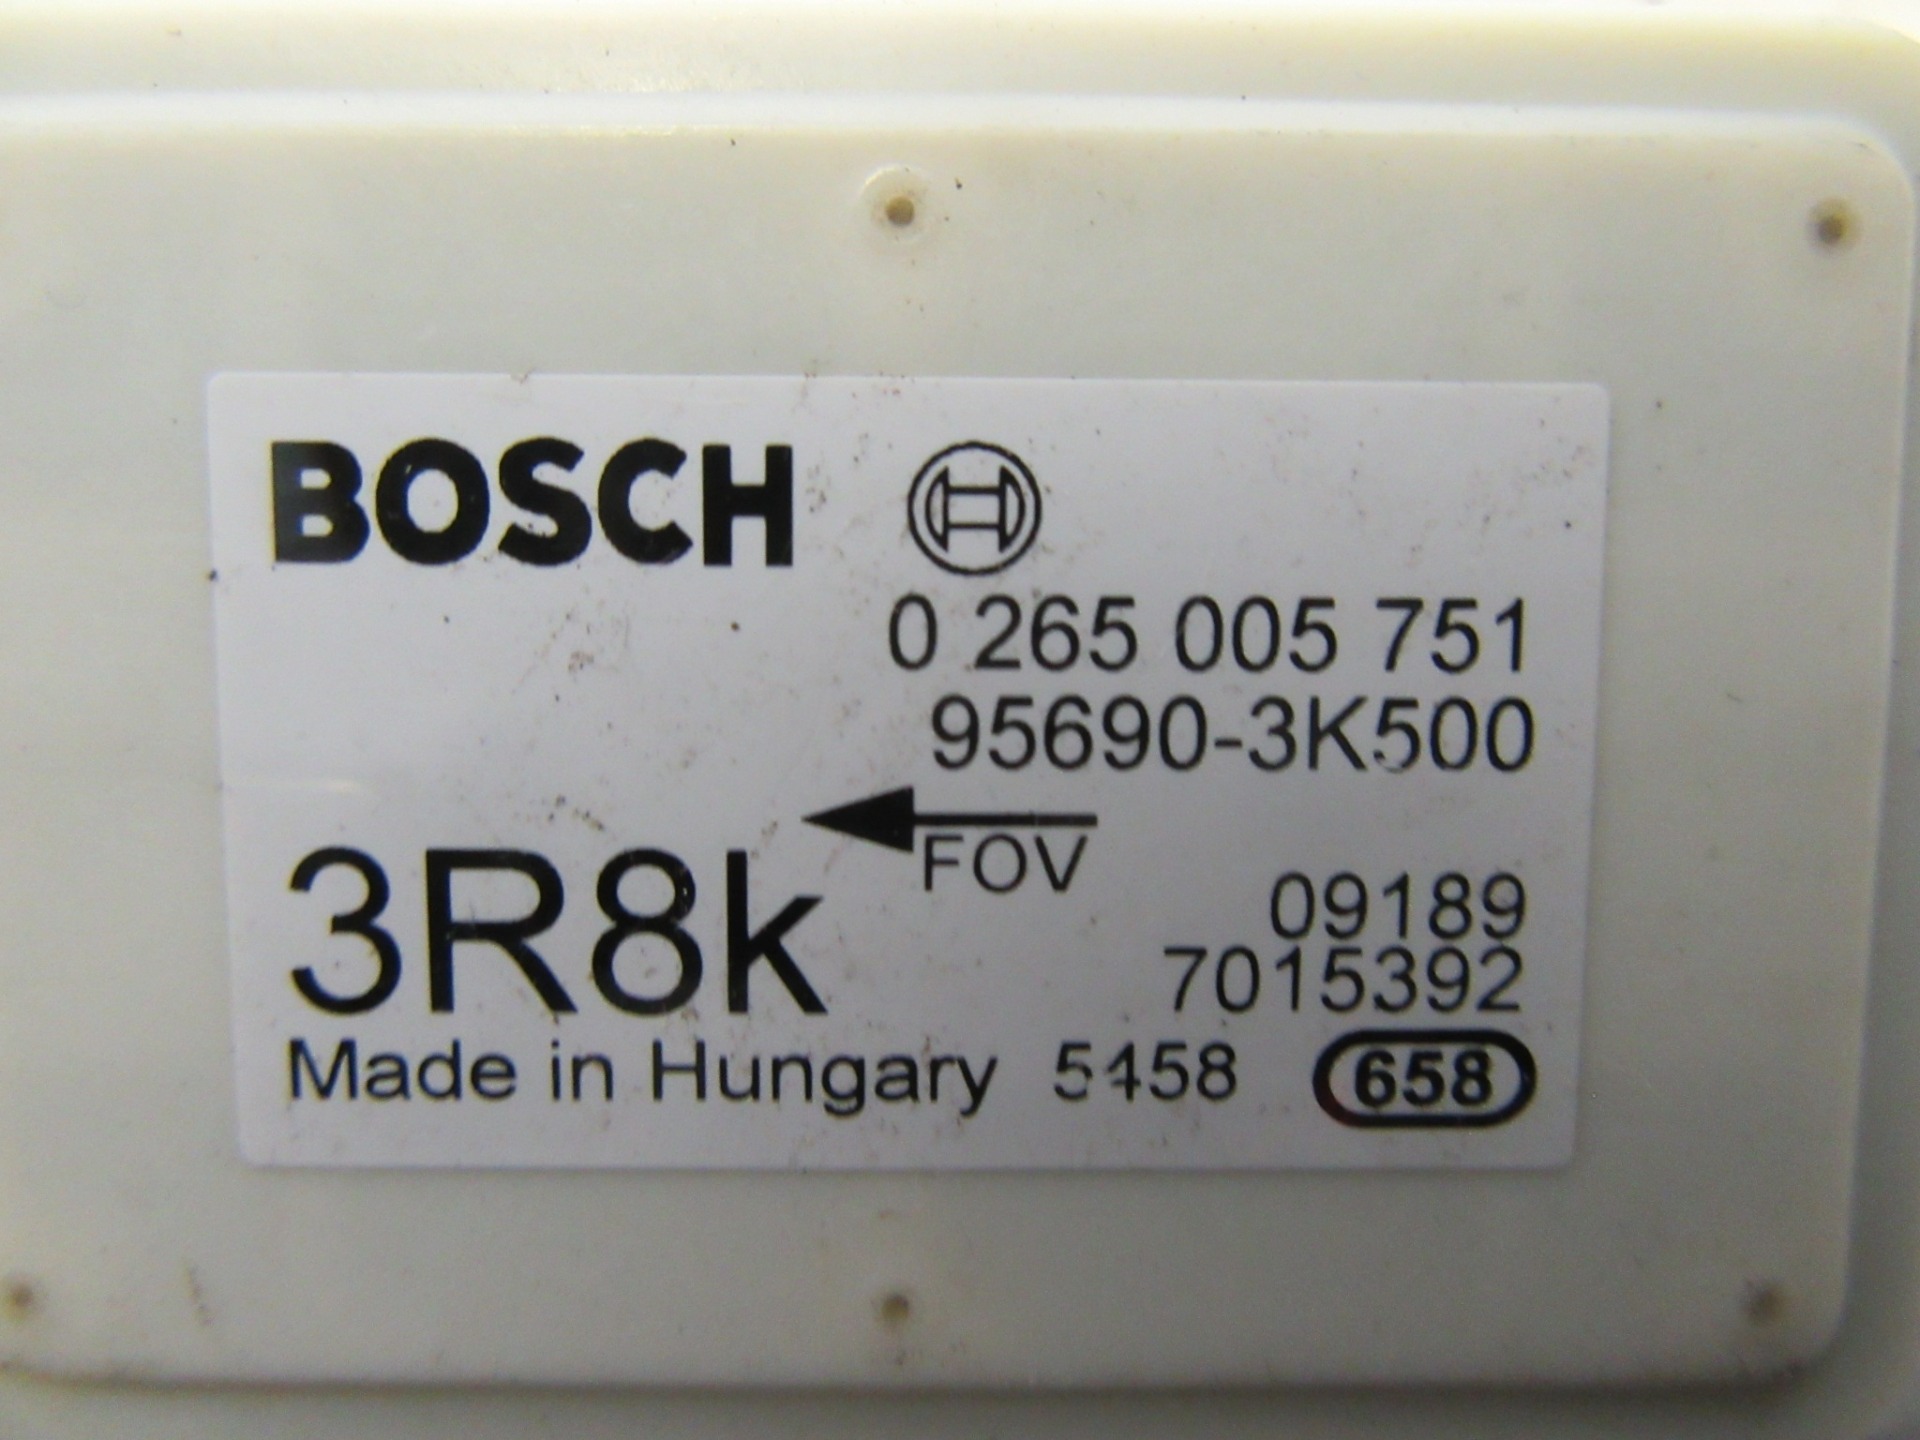 BOSCH
0 265 005 751
95690-3K500
FOV
3R8k
09189
7015392
Made in Hungary 5458 658